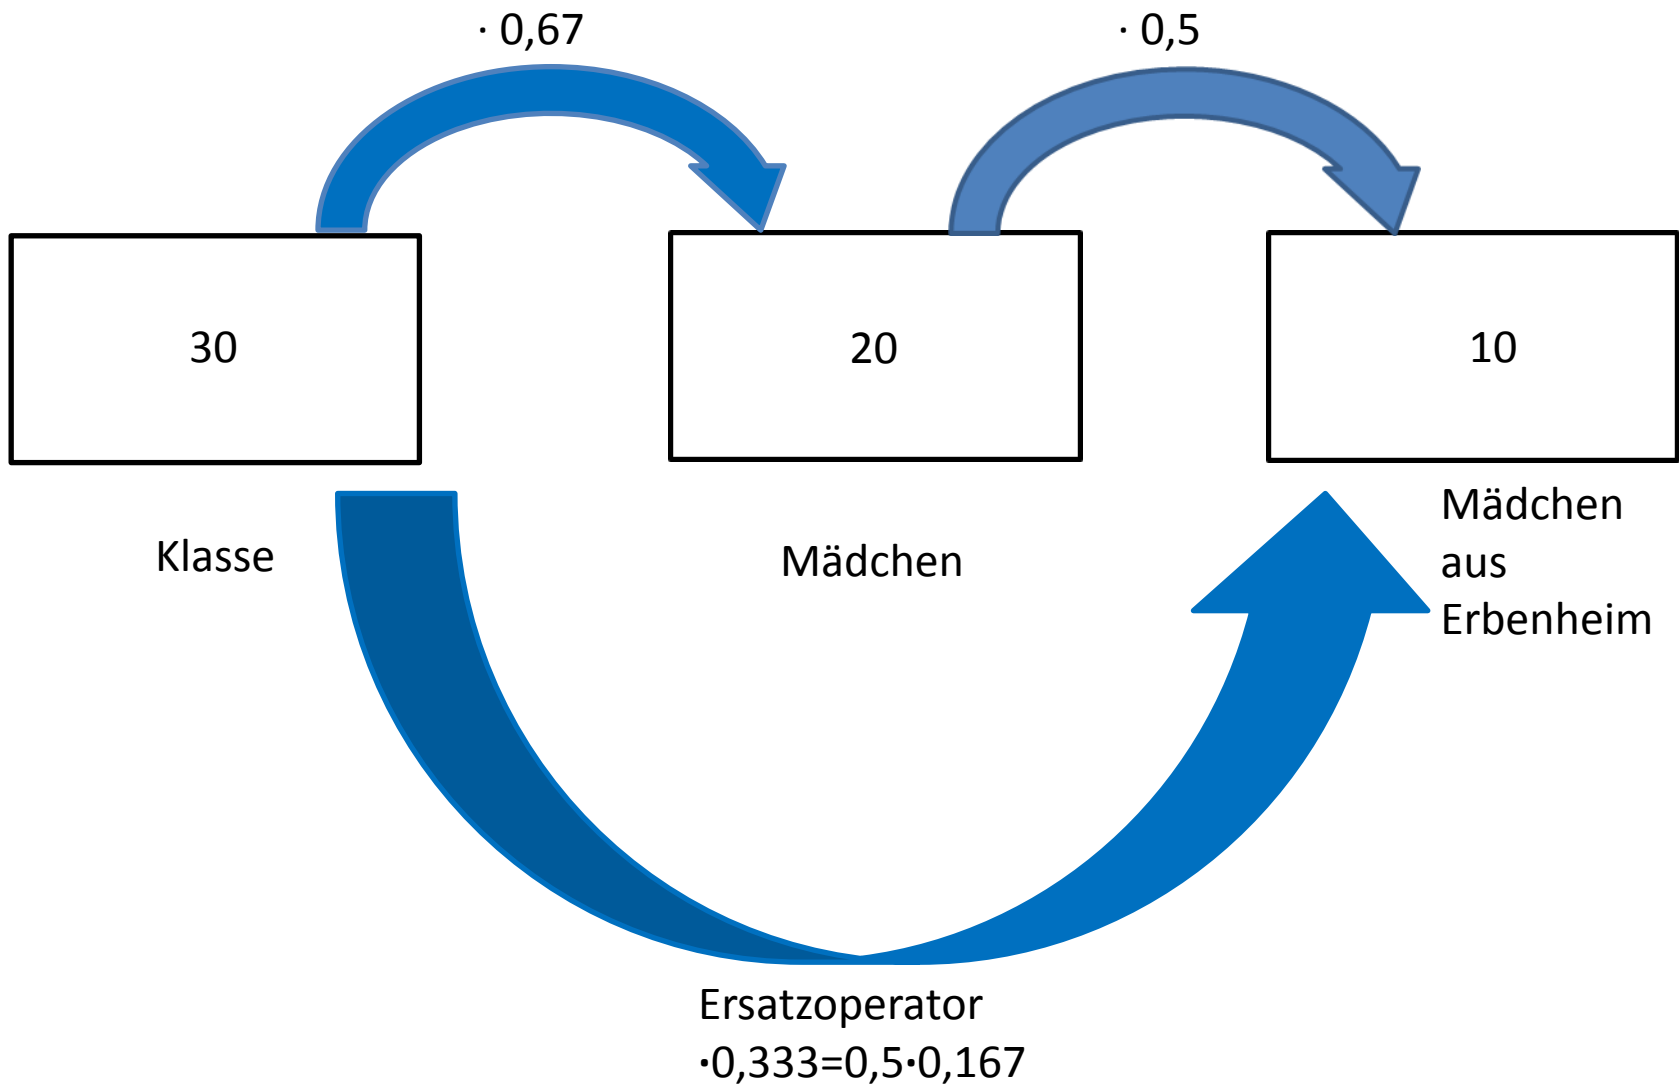 · 0,67
· 0,5
30
20
10
Klasse
Mädchen
Mädchen
aus
Erbenheim
Ersatzoperator
·0,333=0,5·0,167